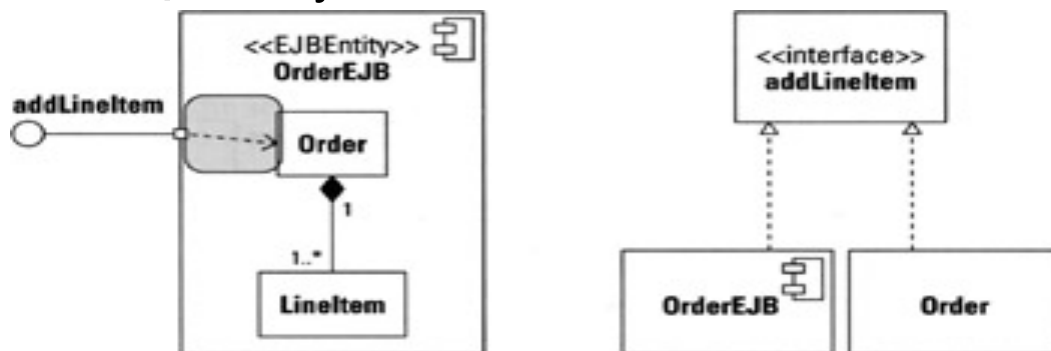 <<EJBEntity>>
OrderEJB
addLineItem
Order
1
1..*
LineItem
<<interface>>
addLineItem
OrderEJB
Order